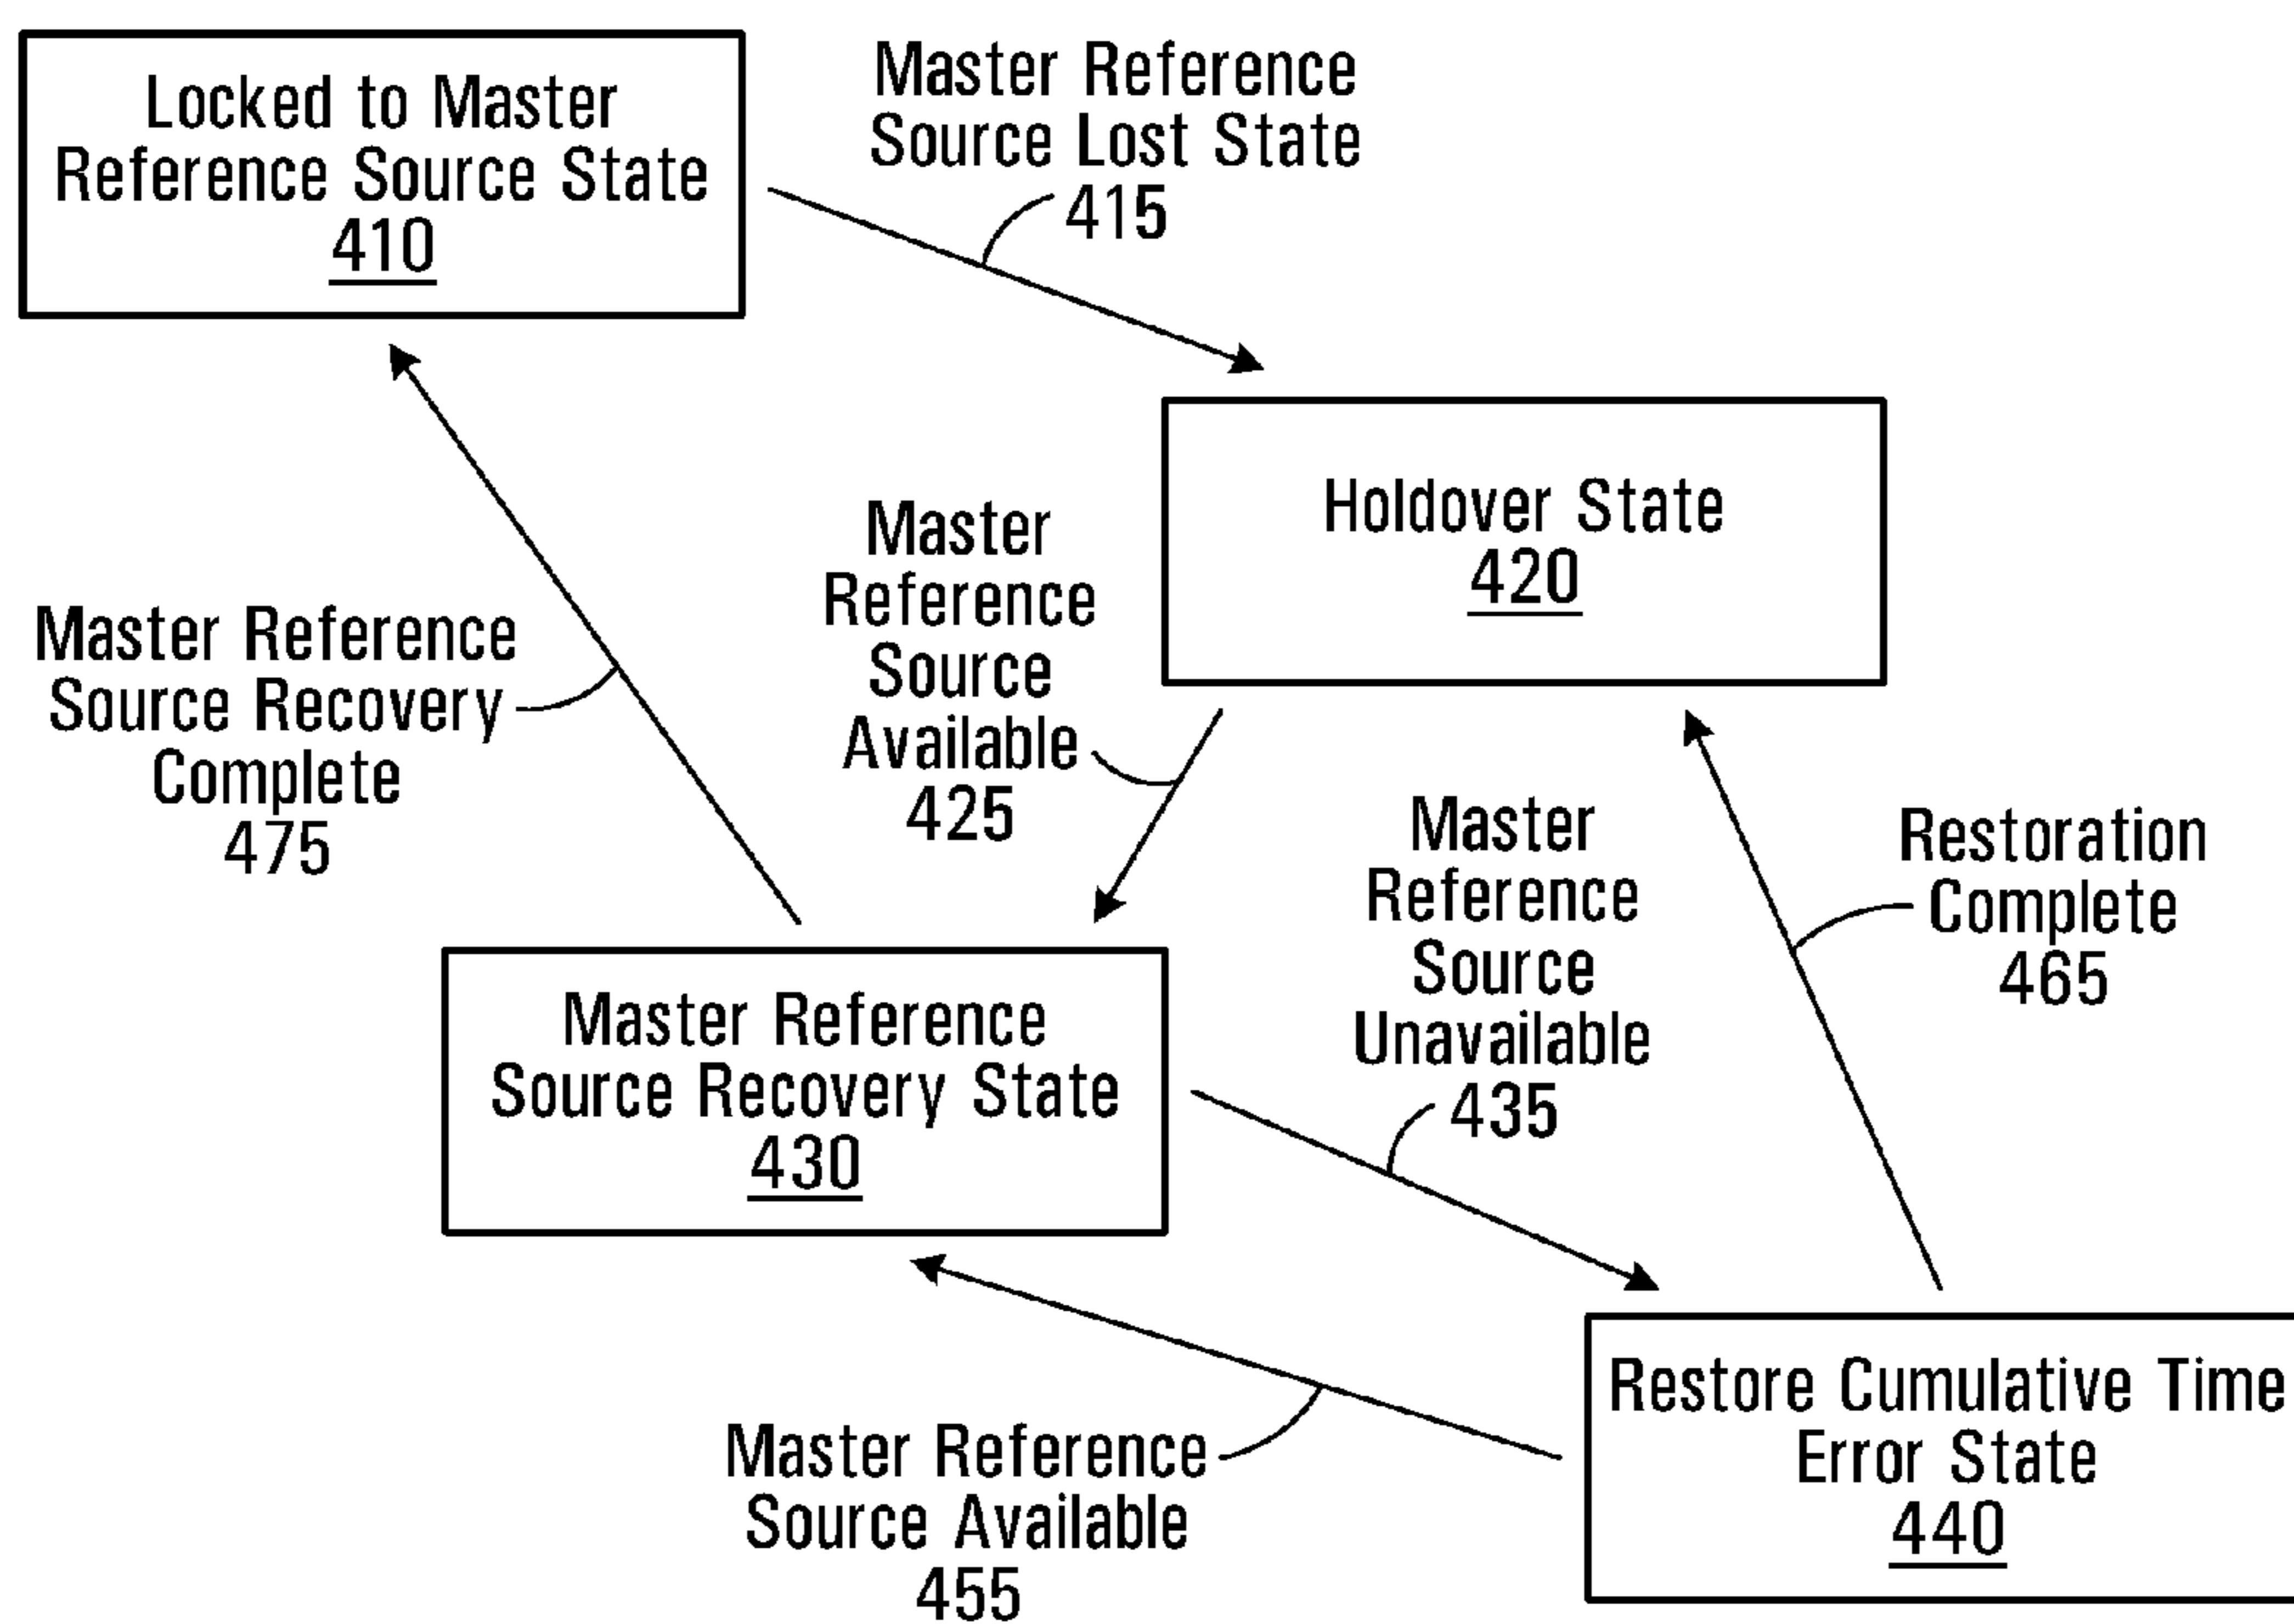 Locked to Master
Reference Source State
410
Master Reference
Source Lost State
415
Holdover State
420
Master
Reference
Source
Available
425
Master Reference
Source Recovery
Complete
475
Master
Reference
Source
Unavailable
435
Restoration
Complete
465
Master Reference
Source Recovery State
430
Restore Cumulative Time
Error State
440
Master Reference
Source Available
455